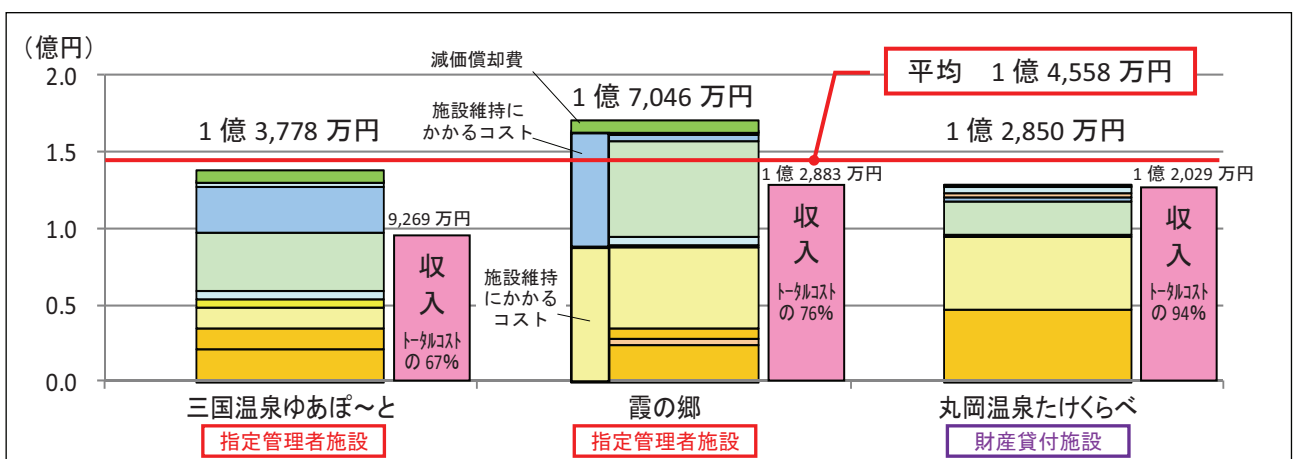 （億円）
2.0
1.5
1.0
0.5
0.0
減価償却費
施設維持に
かかるコスト
施設維持
にかかる
コスト
平均 1 億 4,558 万円
1 億 3,778 万円
1 億 7,046 万円
1 億 2,850 万円
9,269 万円
収
入
ﾄｰﾀﾙｺｽﾄ
の 67%
1 億 2,883 万円
収
入
ﾄｰﾀﾙｺｽﾄ
の 76%
1 億 2,029 万円
収
入
ﾄｰﾀﾙｺｽﾄ
の 94%
三国温泉ゆあぽ～と
霞の郷
丸岡温泉たけくらべ
指定管理者施設
指定管理者施設
財産貸付施設